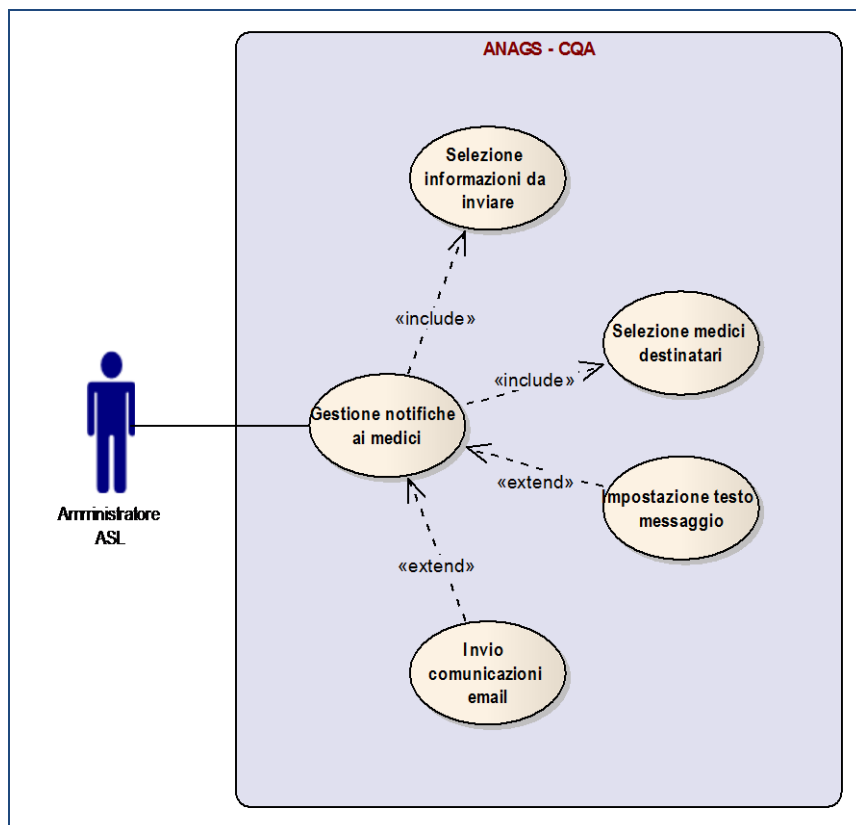 ANAGS - CQA
Selezione
informazioni da
inviare
«include»
Selezione medici
destinatari
«include»
Gestione notifiche
ai medici
«extend»
Impostazione testo
messaggio
Amministratore
ASL
«extend»
Invio
comunicazioni
email